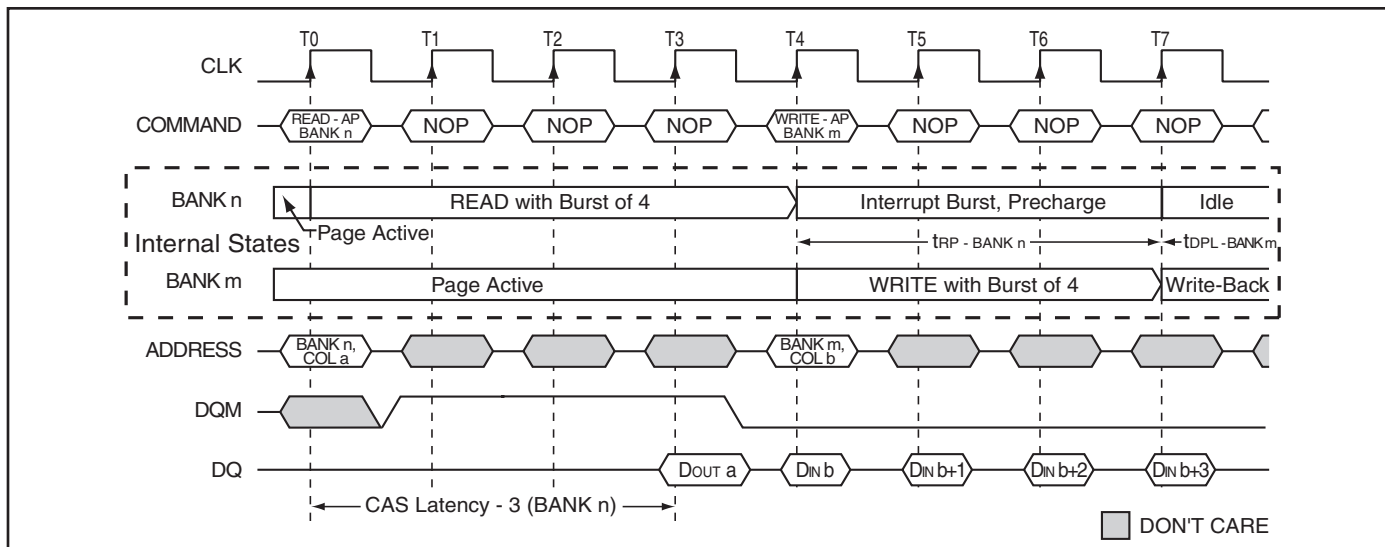 T0 T1 T2 T3 T4 T5 T6 T7
CLK
COMMAND READ - AP BANK n NOP NOP NOP WRITE - AP BANK m NOP NOP NOP
BANK n READ with Burst of 4 Interrupt Burst, Precharge Idle
Internal States Page Active tRP - BANK n tDPL - BANK m
BANK m Page Active WRITE with Burst of 4 Write-Back
ADDRESS BANK n, COL a BANK m, COL b
DQM
DQ DOUT a DIN b DIN b+1 DIN b+2 DIN b+3
CAS Latency - 3 (BANK n)
DON'T CARE